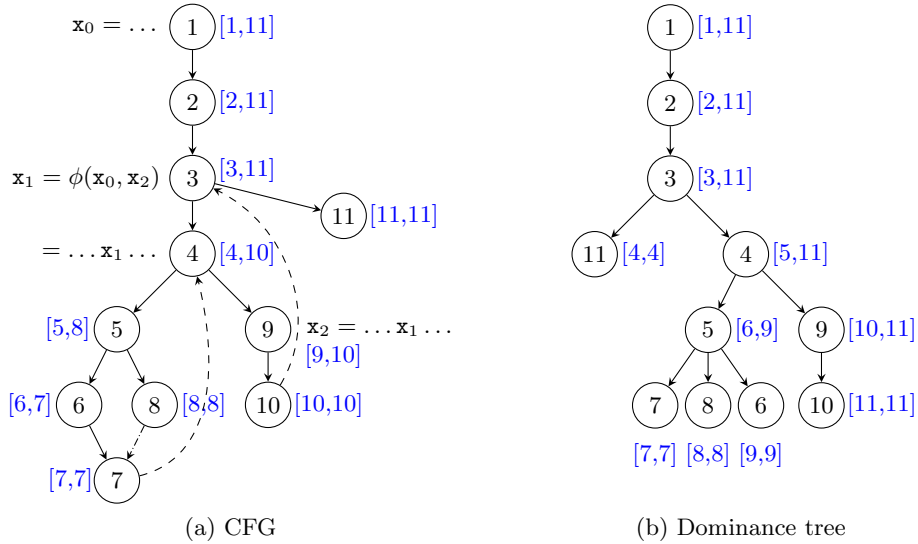 x₀ = … 1 [1,11]
2 [2,11]
x₁ = ϕ(x₀, x₂) 3 [3,11]
11 [11,11]
= … x₁ … 4 [4,10]
[5,8] 5 9 x₂ = … x₁ …
[9,10]
[6,7] 6 8 [8,8] 10 [10,10]
[7,7] 7
(a) CFG
1 [1,11]
2 [2,11]
3 [3,11]
11 [4,4] 4 [5,11]
5 [6,9] 9 [10,11]
7 8 6 10 [11,11]
[7,7] [8,8] [9,9]
(b) Dominance tree